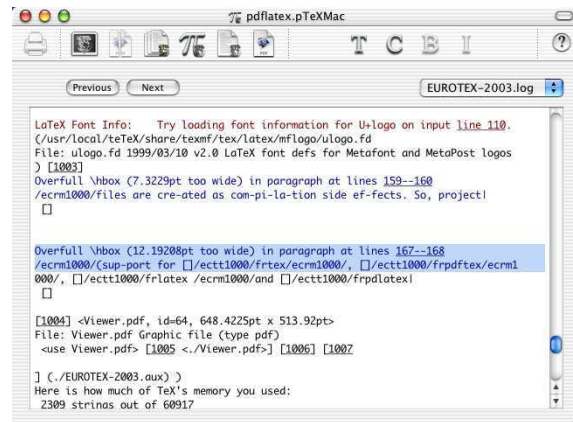 pdflatex.pTeXMac
T C B I ?
Previous Next EUROTEX-2003.log
LaTeX Font Info:    Try loading font information for U+logo on input line 110.
(/usr/local/teTeX/share/texmf/tex/latex/mflogo/ulogo.fd
File: ulogo.fd 1999/03/10 v2.0 LaTeX font defs for Metafont and MetaPost logos
) [1003]
Overfull \hbox (7.3229pt too wide) in paragraph at lines 159--160
/ecrm1000/files are cre-ated as com-pi-la-tion side ef-fects. So, project|
[]
Overfull \hbox (12.19208pt too wide) in paragraph at lines 167--168
/ecrm1000/(sup-port for []/ectt1000/frtex/ecrm1000/, []/ectt1000/frpdftex/ecrm1
000/, []/ectt1000/frlatex /ecrm1000/and []/ectt1000/frpdlatex|
[]
[1004] <Viewer.pdf, id=64, 648.4225pt x 513.92pt>
File: Viewer.pdf Graphic file (type pdf)
<use Viewer.pdf> [1005 <./Viewer.pdf>] [1006] [1007
] (./EUROTEX-2003.aux) )
Here is how much of TeX's memory you used:
2309 strings out of 60917